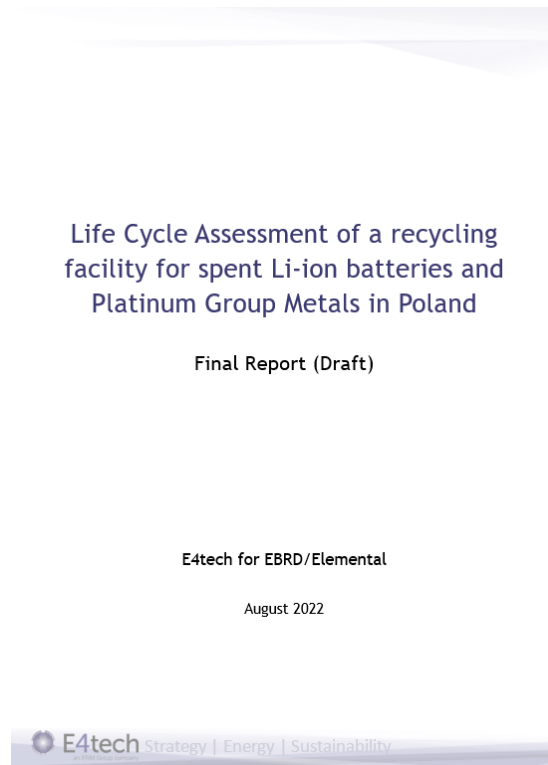 Life Cycle Assessment of a recycling
facility for spent Li-ion batteries and
Platinum Group Metals in Poland
Final Report (Draft)
E4tech for EBRD/Elemental
August 2022
E4tech Strategy | Energy | Sustainability